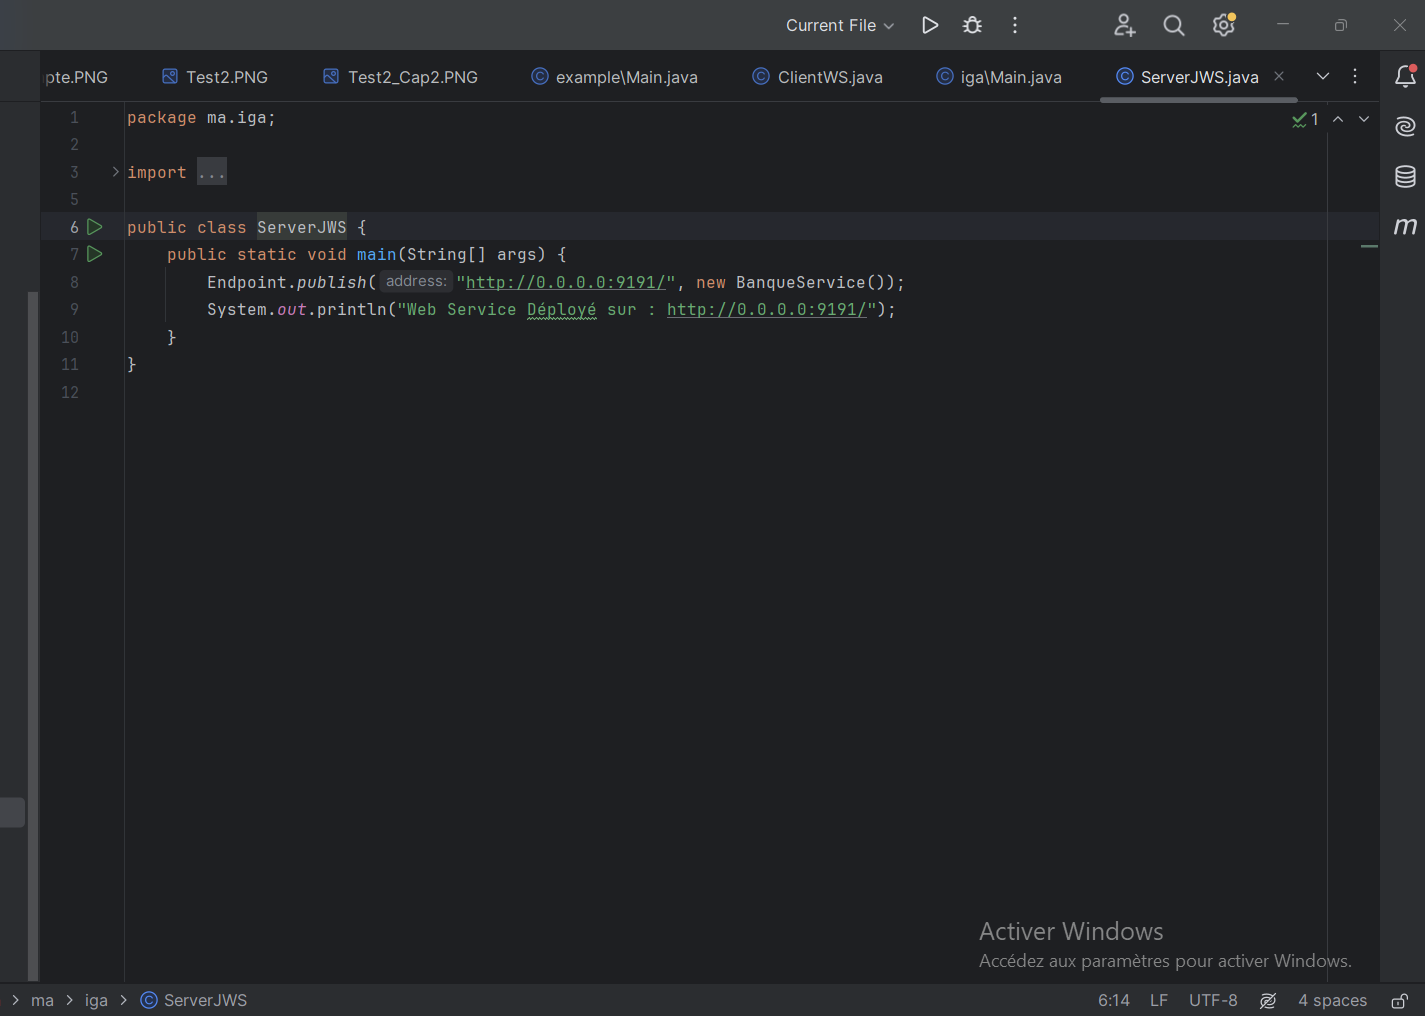 Current File
pte.PNG Test2.PNG Test2_Cap2.PNG example\Main.java ClientWS.java iga\Main.java ServerJWS.java
1 package ma.iga; 1
2
3 import ...
5
6 public class ServerJWS {
7 public static void main(String[] args) {
8 Endpoint.publish( address: "http://0.0.0.0:9191/", new BanqueService());
9 System.out.println("Web Service Déployé sur : http://0.0.0.0:9191/");
10 }
11 }
12
m
Activer Windows
Accédez aux paramètres pour activer Windows.
ma > iga > ServerJWS 6:14 LF UTF-8 4 spaces